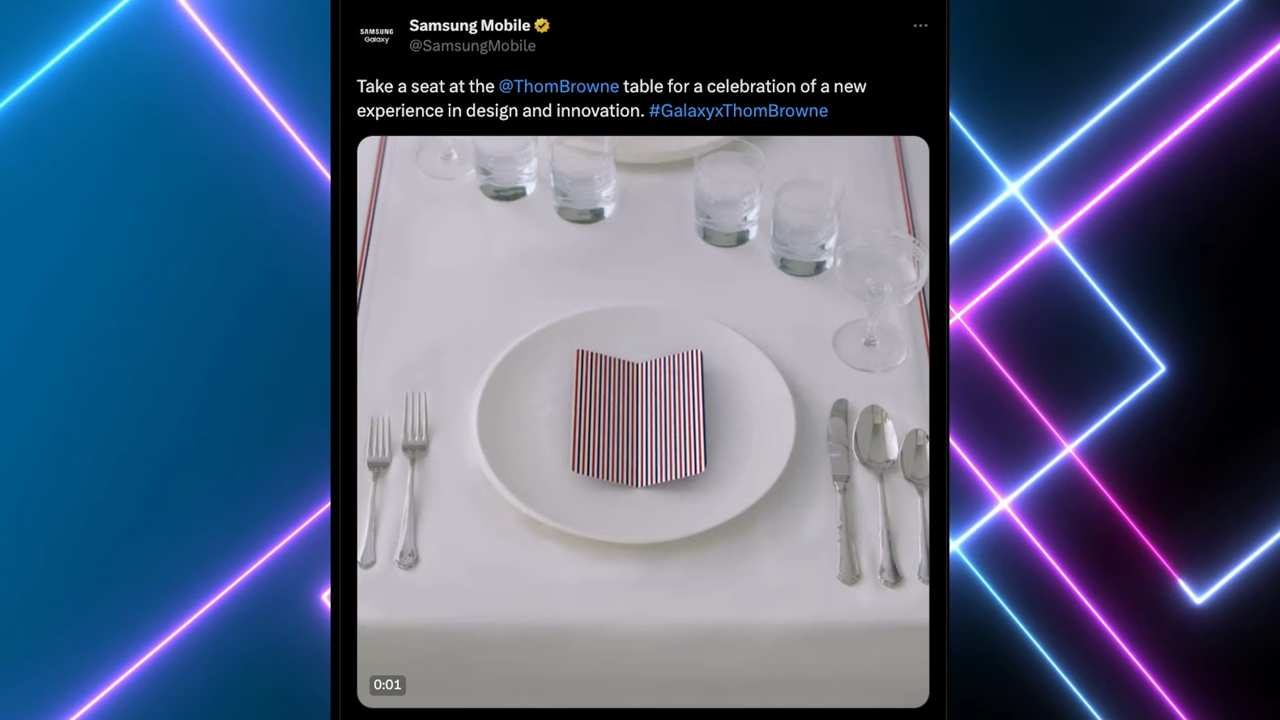 SAMSUNG
Galaxy
Samsung Mobile
@SamsungMobile
Take a seat at the @ThomBrowne table for a celebration of a new
experience in design and innovation. #GalaxyxThomBrowne
0:01